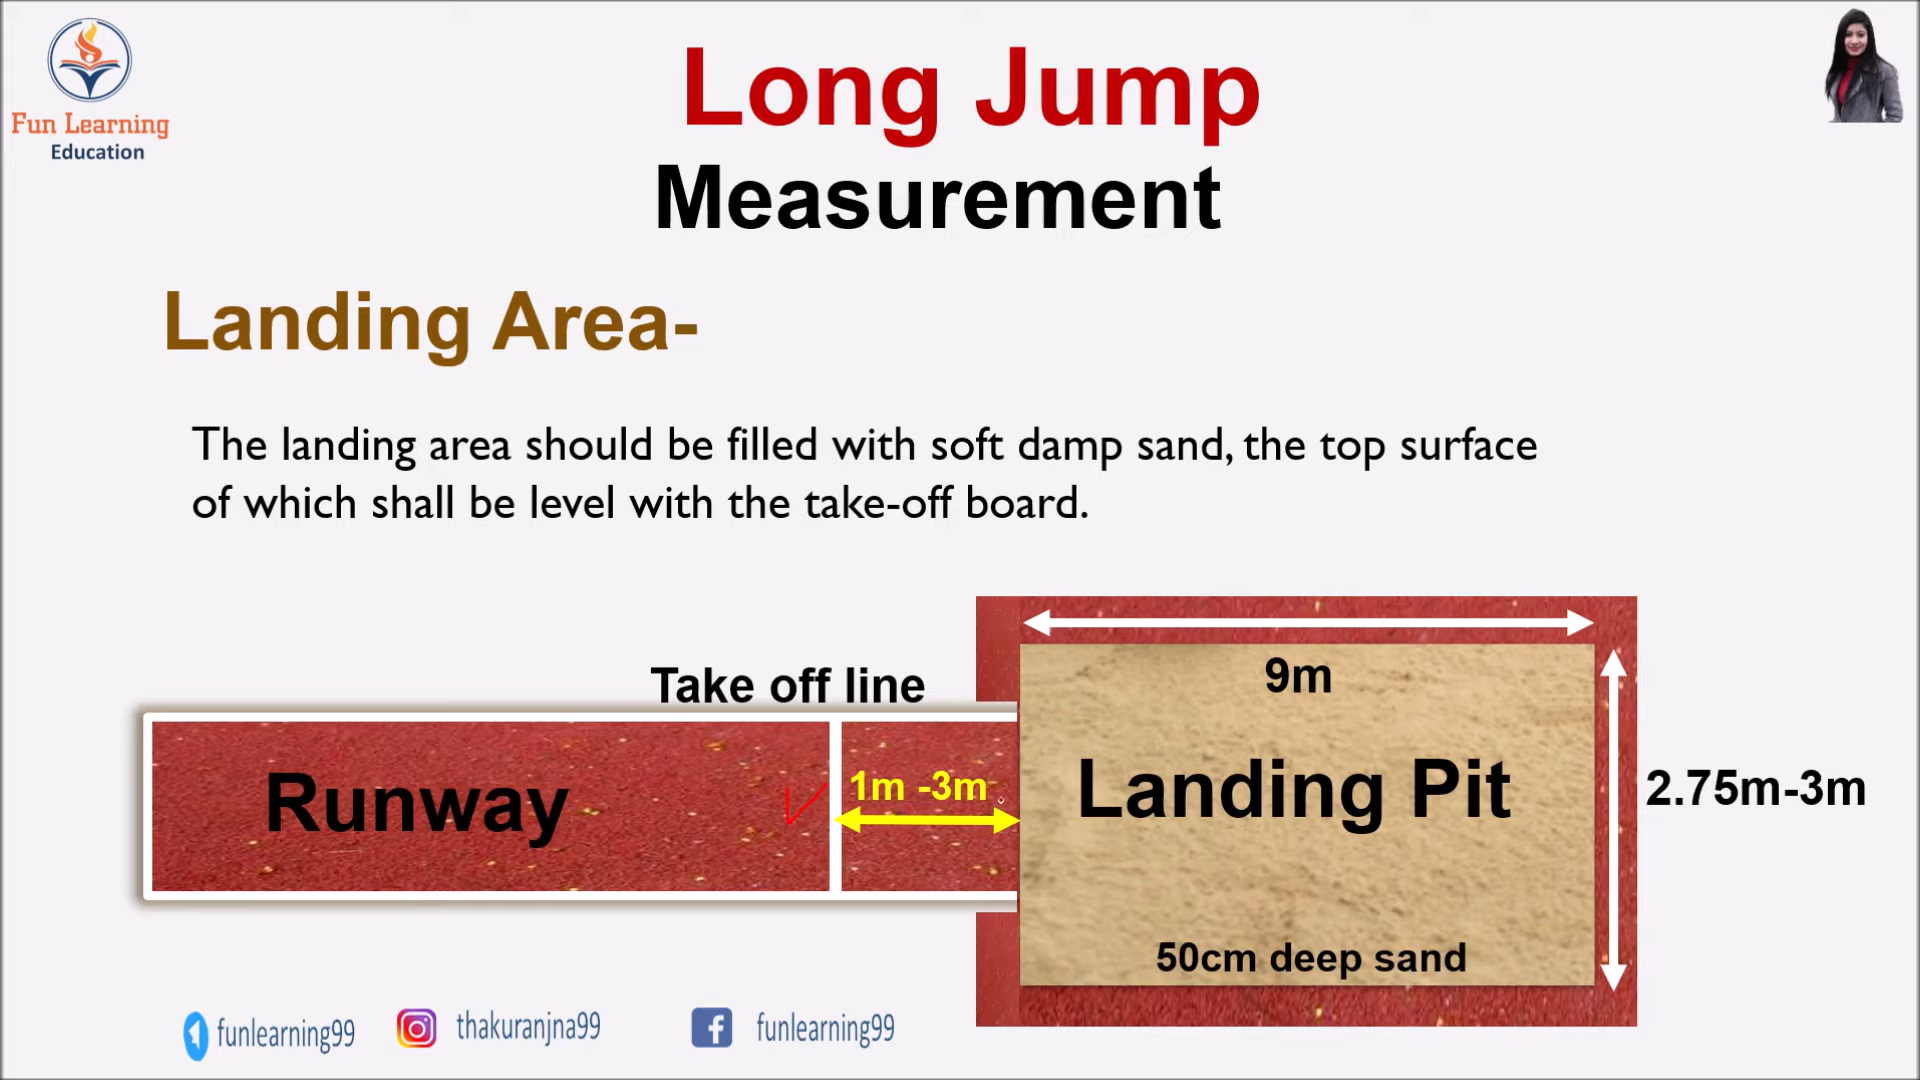 Fun Learning
Education
Long Jump
Measurement
Landing Area-
The landing area should be filled with soft damp sand, the top surface
of which shall be level with the take-off board.
Take off line
9m
Runway
1m -3m
Landing Pit
2.75m-3m
50cm deep sand
funlearning99
thakuranjna99
funlearning99